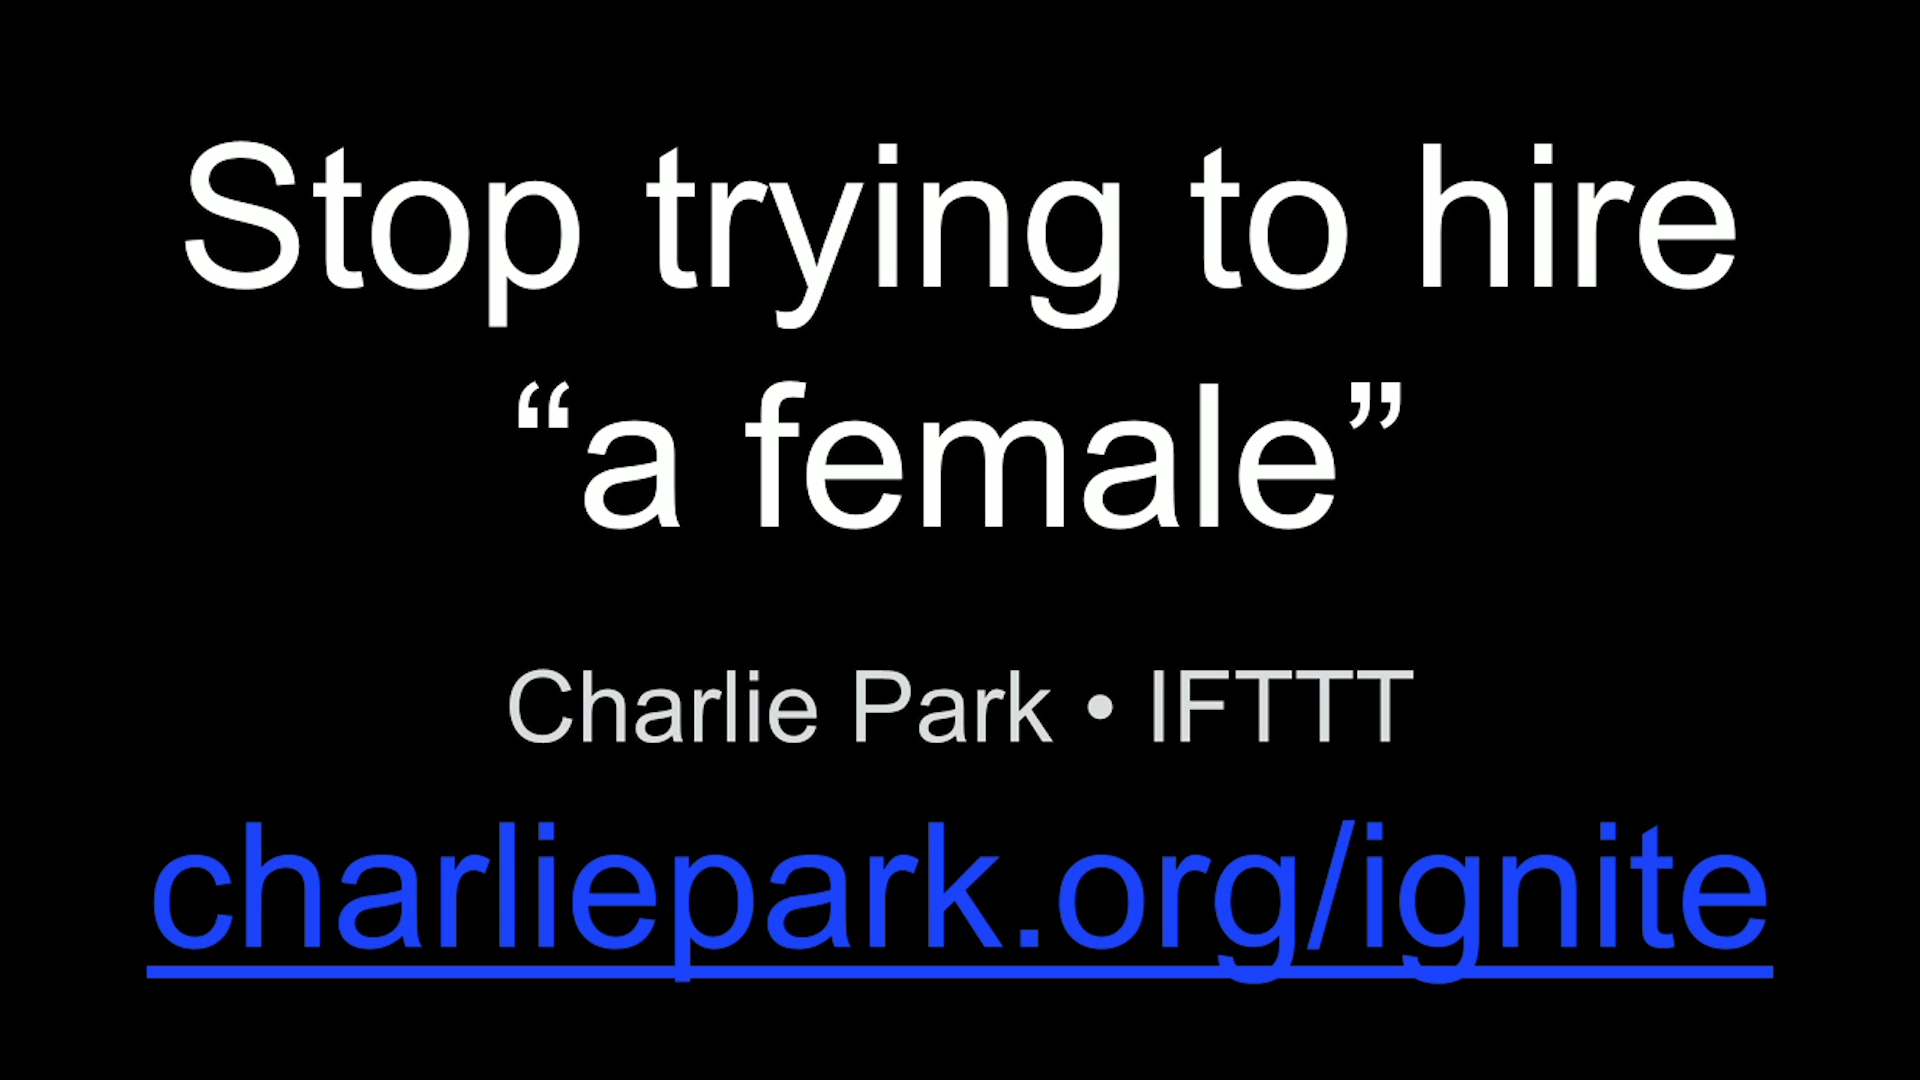 Stop trying to hire
“a female”
Charlie Park • IFTTT
charliepark.org/ignite